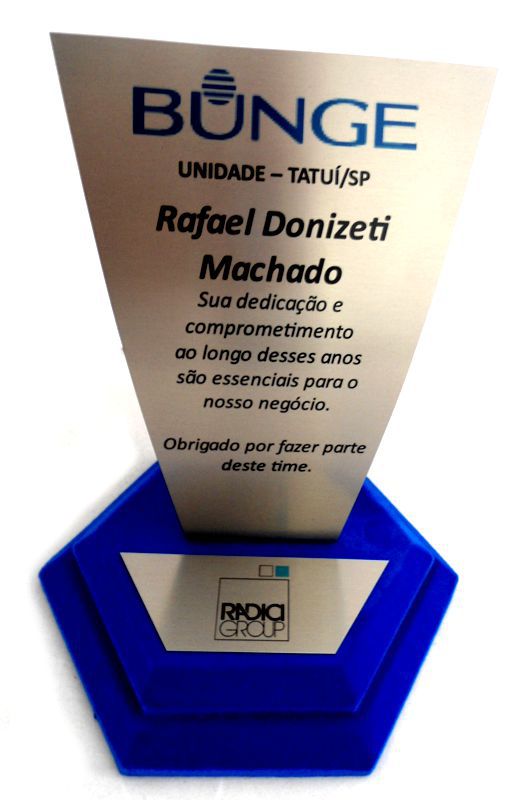 BUNGE
UNIDADE – TATUÍ/SP
Rafael Donizeti
Machado
Sua dedicação e
comprometimento
ao longo desses anos
são essenciais para o
nosso negócio.
Obrigado por fazer parte
deste time.
RADICI
GROUP